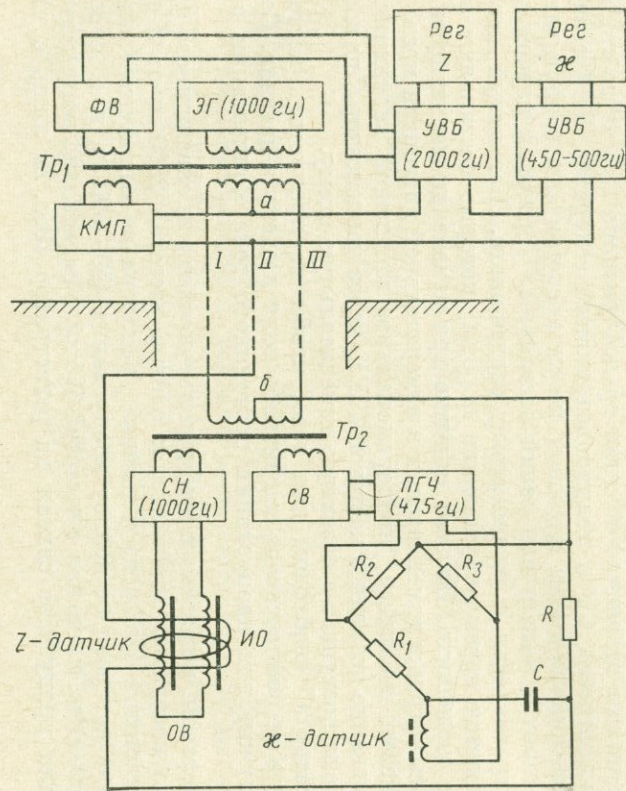 Рег
Z
Рег
ϰ
ФВ
ЭГ (1000 гц)
УВБ
(2000 гц)
УВБ
(450-500 гц)
Тр1
а
КМП
I
II
III
б
Тр2
СН
(1000 гц)
СВ
ПГЧ
(475 гц)
R2
R3
R1
R
C
Z - датчик
ИО
ОВ
ϰ - датчик